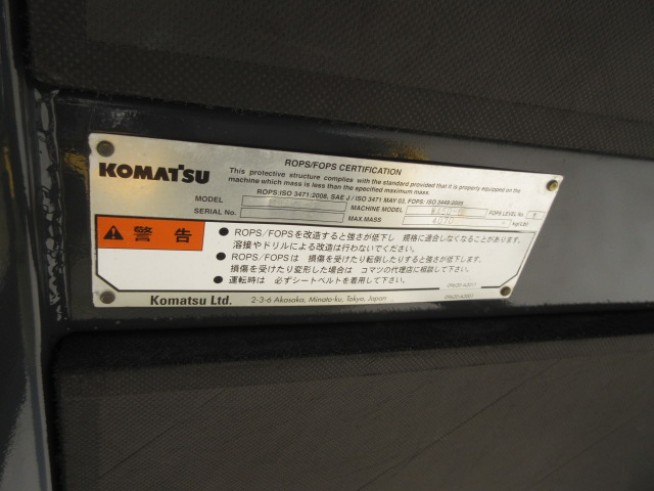 KOMATSU
ROPS/FOPS CERTIFICATION
This protective structure complies with the standard provided that it is properly equipped on the
machine which mass is less than the specified maximum mass.
ROPS: ISO 3471:2008, SAE J / ISO 3471 MAY 03, FOPS: ISO 3449:2005
MODEL
MACHINE MODEL
FOPS LEVEL No.
SERIAL No.
MAX.MASS
kg(Lb)
警告
● ROPS/FOPSを改造すると強さが低下し 規格に適合しなくなることがあります。
溶接やドリルによる改造は行わないでください。
● ROPS/FOPSは 損傷を受けたり転倒したりすると強さが低下します。
損傷を受けたり変形した場合は コマツの代理店に相談して下さい。
● 運転時は 必ずシートベルトを着用して下さい。
Komatsu Ltd.
2-3-6 Akasaka, Minato-ku, Tokyo, Japan